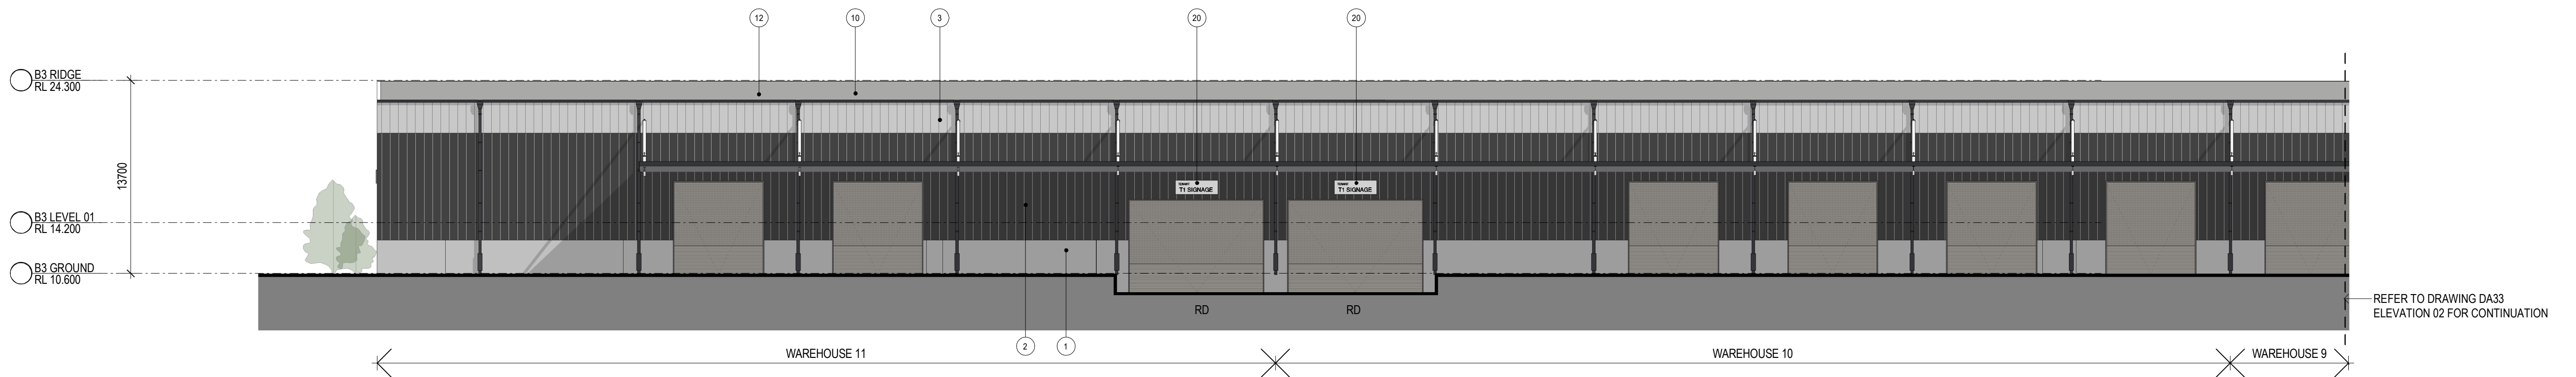 12
10
3
20
20
B3 RIDGE
RL 24.300
13700
TENANT
T1 SIGNAGE
TENANT
T1 SIGNAGE
B3 LEVEL 01
RL 14.200
B3 GROUND
RL 10.600
RD
RD
REFER TO DRAWING DA33
ELEVATION 02 FOR CONTINUATION
2
1
WAREHOUSE 11
WAREHOUSE 10
WAREHOUSE 9